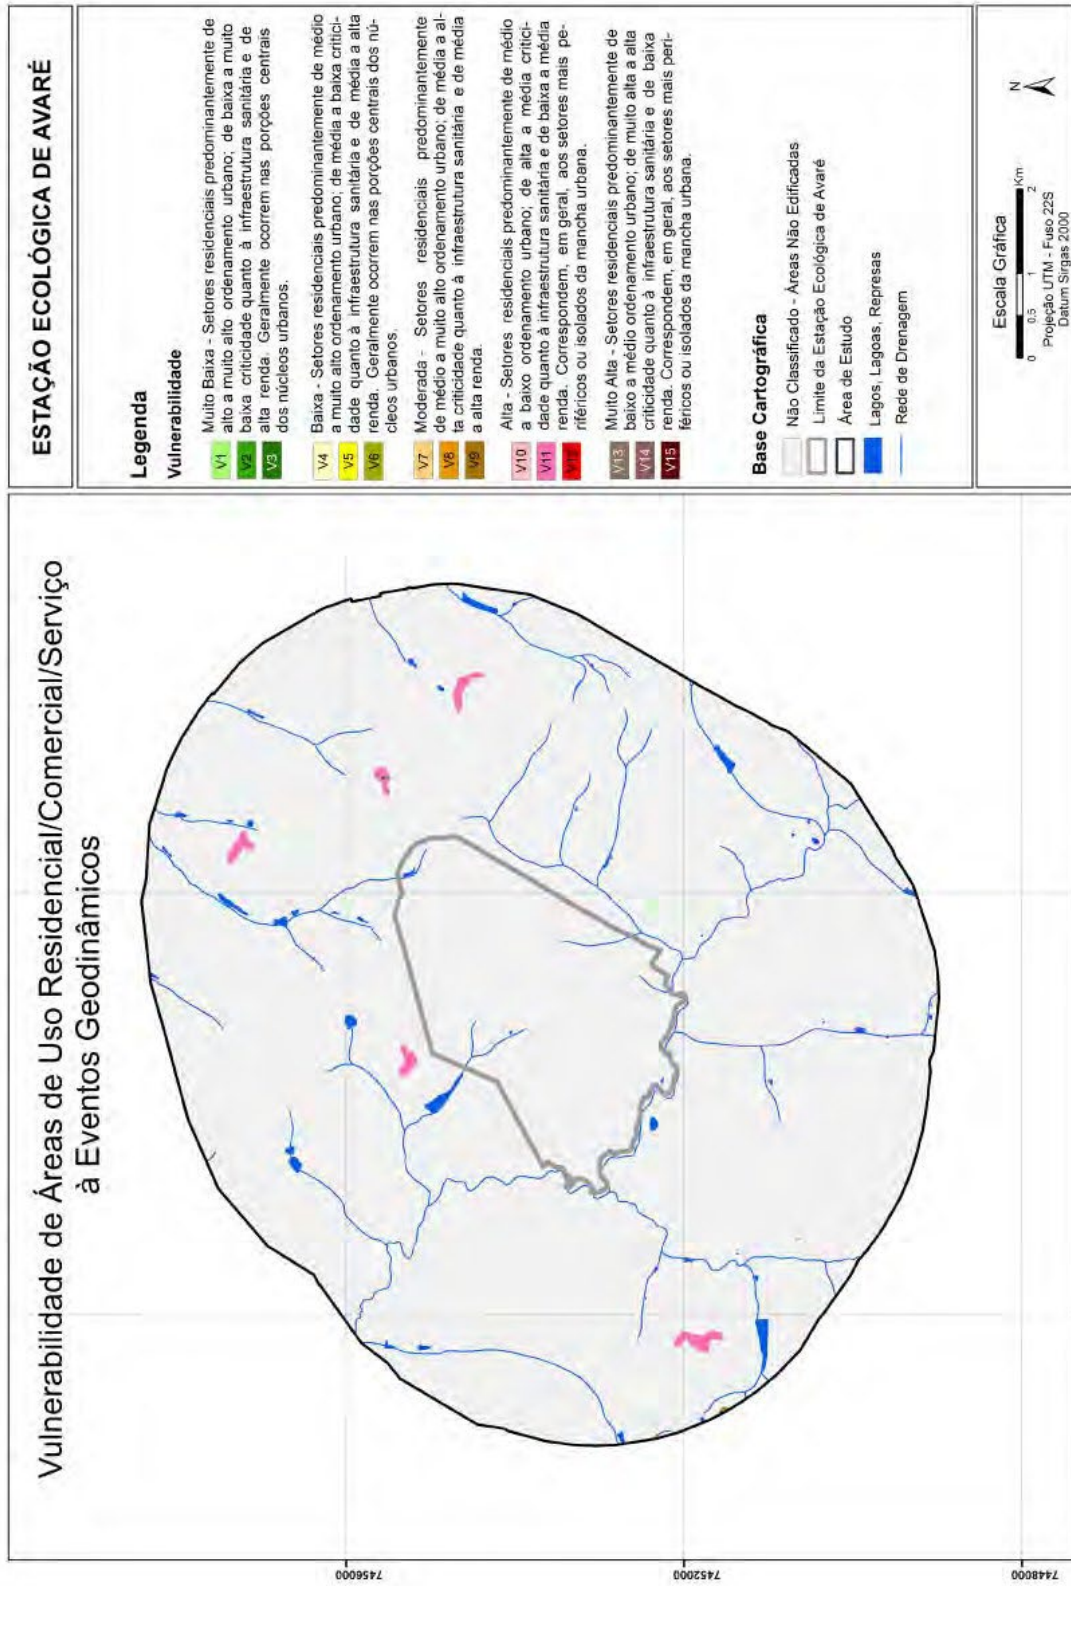 Vulnerabilidade de Áreas de Uso Residencial/Comercial/Serviço
à Eventos Geodinâmicos
7456000
7452000
7448000
ESTAÇÃO ECOLÓGICA DE AVARÉ
Legenda
Vulnerabilidade
V1
V2
V3
Muito Baixa - Setores residenciais predominantemente de
alto a muito alto ordenamento urbano; de baixa a muito
baixa criticidade quanto à infraestrutura sanitária e de
alta renda. Geralmente ocorrem nas porções centrais
dos núcleos urbanos.
V4
V5
V6
Baixa - Setores residenciais predominantemente de médio
a muito alto ordenamento urbano; de média a baixa critici-
dade quanto à infraestrutura sanitária e de média a alta
renda. Geralmente ocorrem nas porções centrais dos nú-
cleos urbanos.
V7
V8
V9
Moderada - Setores residenciais predominantemente
de médio a muito alto ordenamento urbano; de média a al-
ta criticidade quanto à infraestrutura sanitária e de média
a alta renda.
V10
V11
V12
Alta - Setores residenciais predominantemente de médio
a baixo ordenamento urbano; de alta a média critici-
dade quanto à infraestrutura sanitária e de baixa a média
renda. Correspondem, em geral, aos setores mais pe-
riféricos ou isolados da mancha urbana.
V13
V14
V15
Muito Alta - Setores residenciais predominantemente de
baixo a médio ordenamento urbano; de muito alta a alta
criticidade quanto à infraestrutura sanitária e de baixa
renda. Correspondem, em geral, aos setores mais peri-
féricos ou isolados da mancha urbana.
Base Cartográfica
Não Classificado - Áreas Não Edificadas
Limite da Estação Ecológica de Avaré
Área de Estudo
Lagos, Lagoas, Represas
Rede de Drenagem
Escala Gráfica
0 0,5 1 2 Km
Projeção UTM - Fuso 22S
Datum Sirgas 2000
N